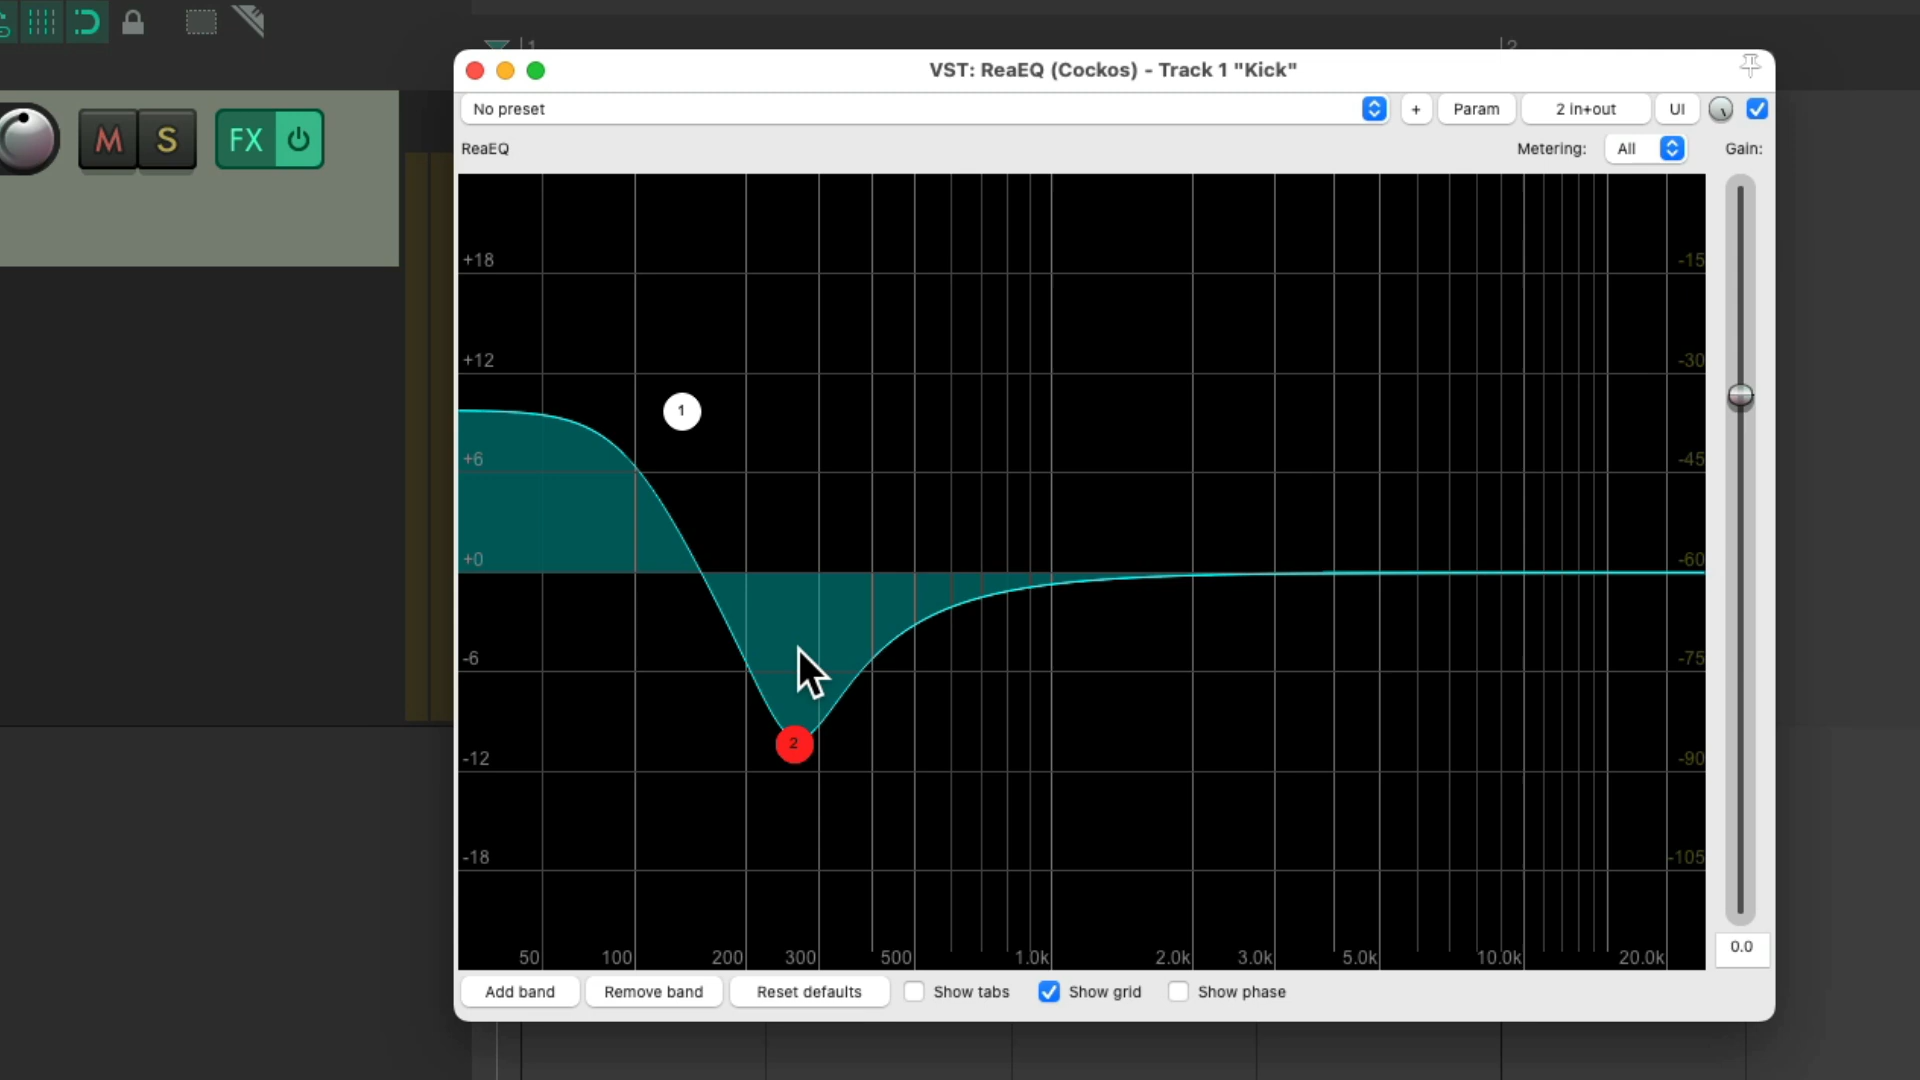 1 2
VST: ReaEQ (Cockos) - Track 1 "Kick"
M S FX
No preset + Param 2 in+out UI
ReaEQ Metering: All Gain:
+18 -15
+12 -30
1
+6 -45
+0 -60
-6 -75
2
-12 -90
-18 -105
0.0
50 100 200 300 500 1.0k 2.0k 3.0k 5.0k 10.0k 20.0k
Add band Remove band Reset defaults Show tabs Show grid Show phase